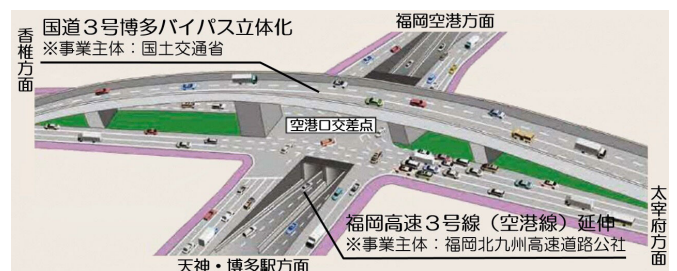 国道３号博多バイパス立体化
※事業主体：国土交通省
福岡空港方面
香椎方面
空港口交差点
太宰府方面
福岡高速３号線（空港線）延伸
※事業主体：福岡北九州高速道路公社
天神・博多駅方面